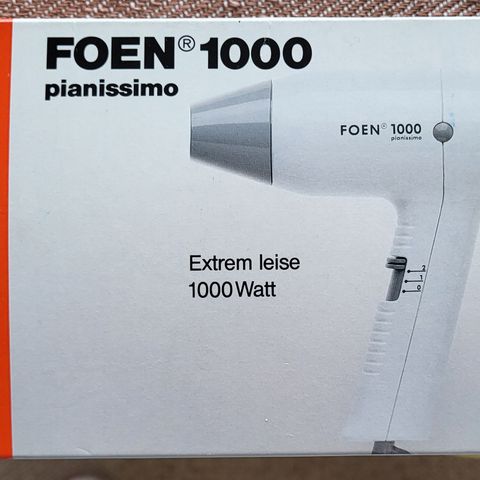 FOEN® 1000
pianissimo
FOEN® 1000
pianissimo
Extrem leise
1000 Watt
2
1
0